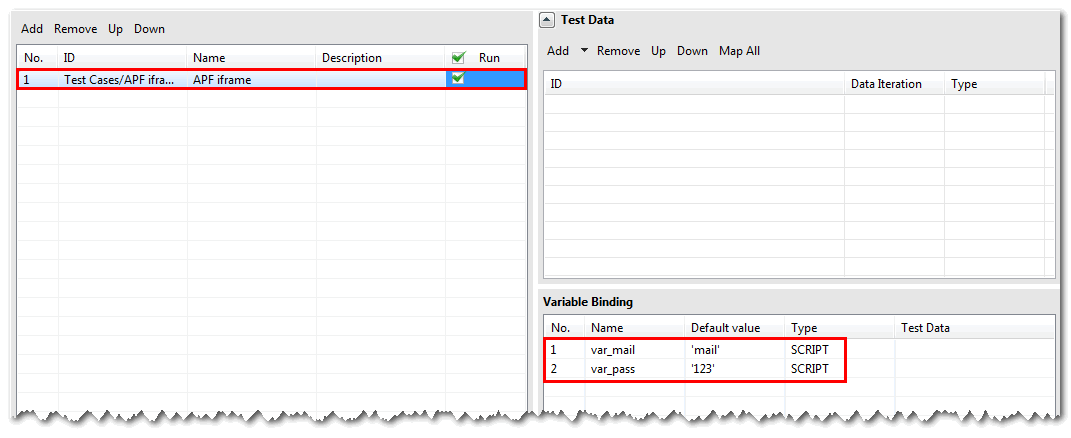 Add Remove Up Down
No. ID Name Description Run
1 Test Cases/APF ifra... APF iframe
Test Data
Add Remove Up Down Map All
ID Data Iteration Type
Variable Binding
No. Name Default value Type Test Data
1 var_mail 'mail' SCRIPT
2 var_pass '123' SCRIPT